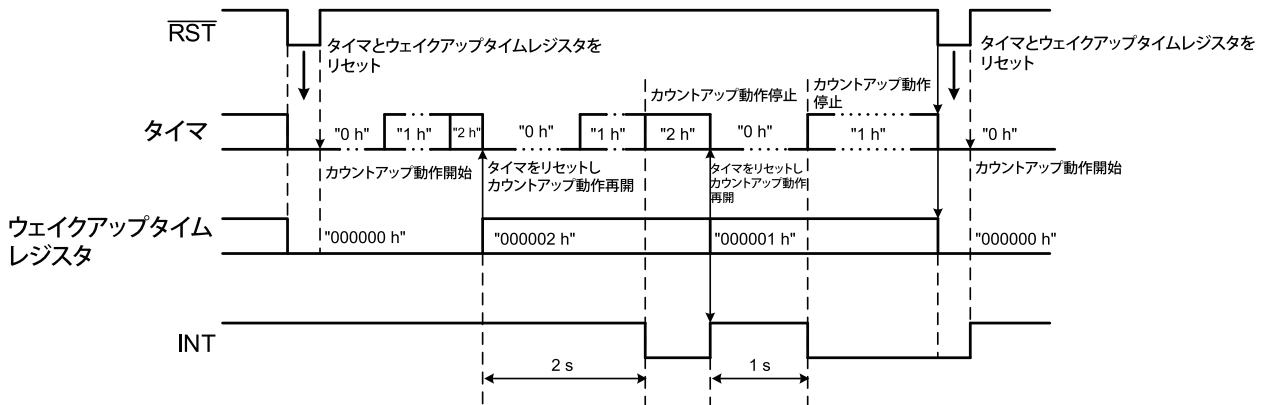 RST
タイマとウェイクアップタイムレジスタを
リセット
タイマとウェイクアップタイムレジスタを
リセット
カウントアップ動作停止
カウントアップ動作
停止
タイマ
"0 h"
"1 h"
"2 h"
"0 h"
"1 h"
"2 h"
"0 h"
"1 h"
"0 h"
カウントアップ動作開始
タイマをリセットし
カウントアップ動作再開
タイマをリセットし
カウントアップ動作
再開
カウントアップ動作開始
ウェイクアップタイム
レジスタ
"000000 h"
"000002 h"
"000001 h"
"000000 h"
INT
2 s
1 s